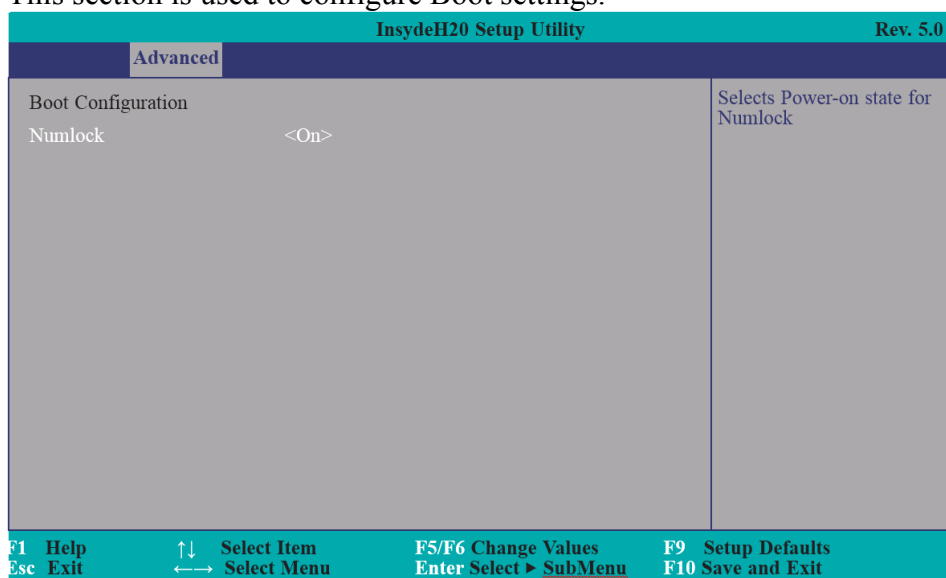 This section is used to configure Boot settings.
InsydeH20 Setup Utility Rev. 5.0
Advanced
Boot Configuration
Numlock <On>
Selects Power-on state for
Numlock
F1 Help ↑↓ Select Item F5/F6 Change Values F9 Setup Defaults
Esc Exit ←→ Select Menu Enter Select ► SubMenu F10 Save and Exit